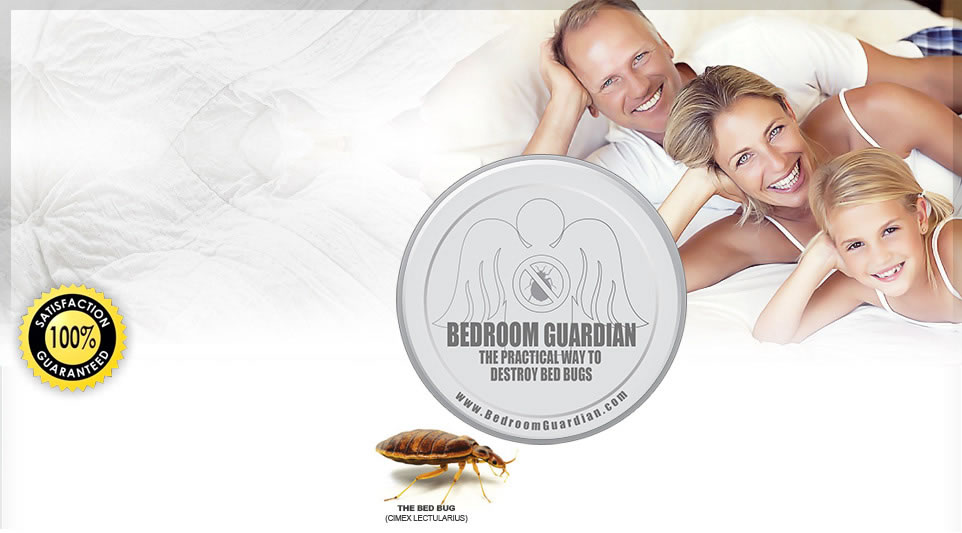 SATISFACTION
100%
GUARANTEED
BEDROOM GUARDIAN
THE PRACTICAL WAY TO
DESTROY BED BUGS
www.BedroomGuardian.com
THE BED BUG
(CIMEX LECTULARIUS)